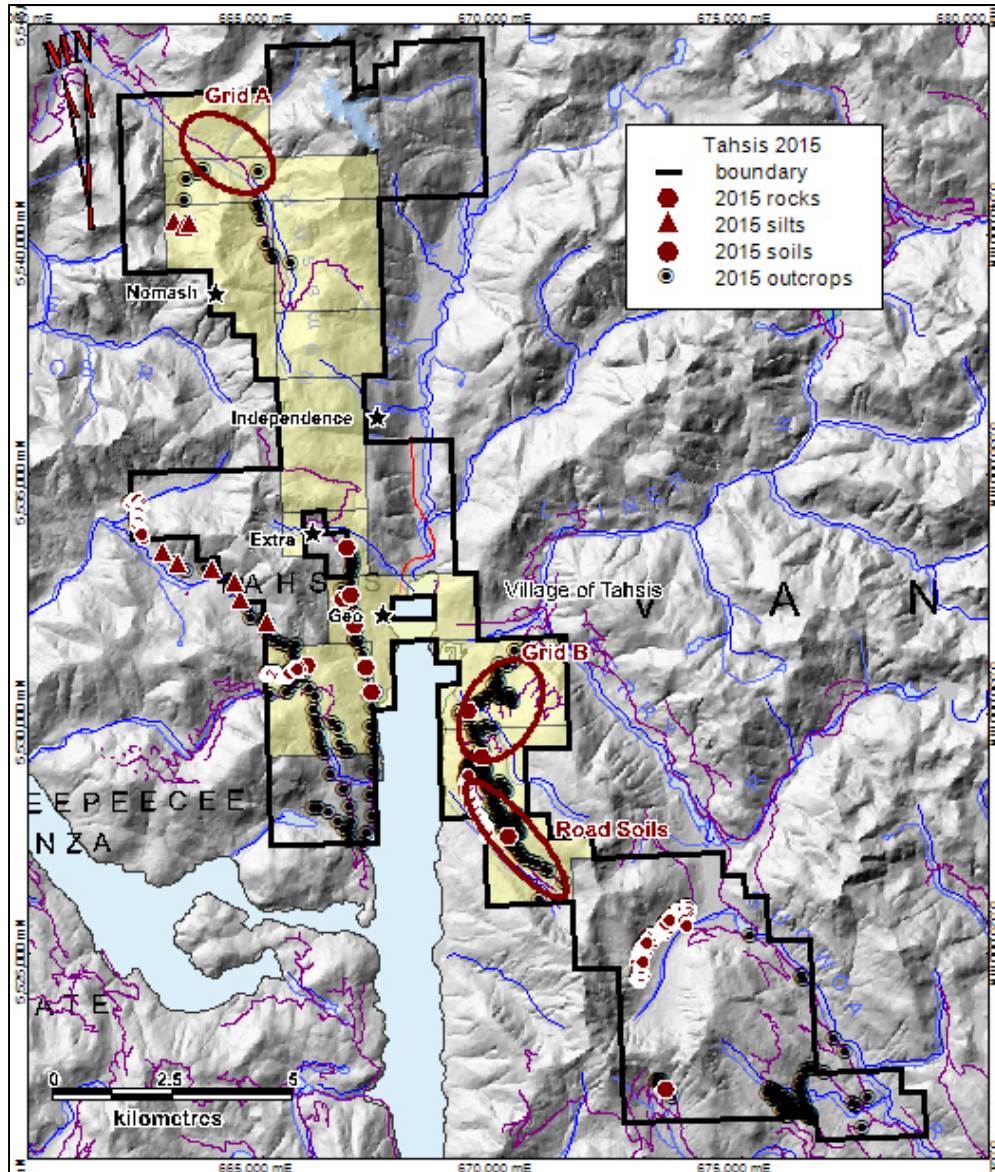 665 000 mE
670 000 mE
675 000 mE
680 000
MN
Grid A
Tahsis 2015
boundary
2015 rocks
2015 silts
2015 soils
2015 outcrops
5,540,000 mN
Nomash
Independence
5,535,000 mN
Extra
AHSIS
Village of Tahsis
V A N
Geo
Grid B
5,530,000 mN
EEPEECEE
NZA
Road Soils
5,525,000 mN
ATE
0 2.5 5
kilometres
665 000 mE
670 000 mE
675 000 mE